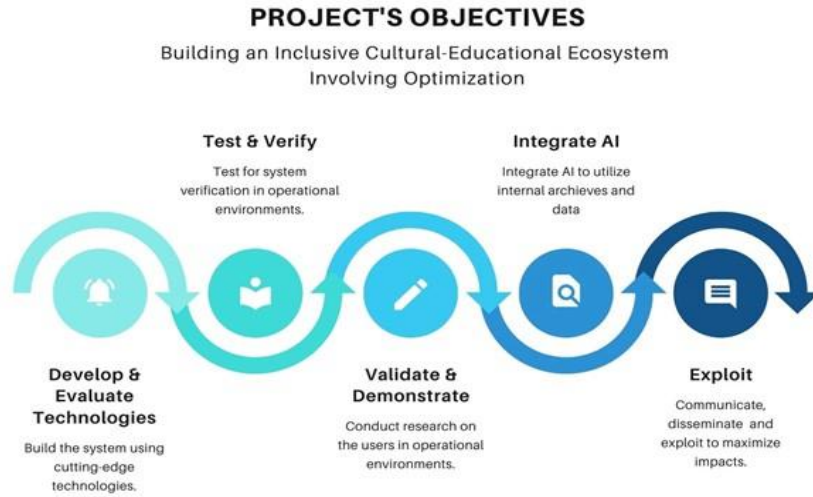 PROJECT'S OBJECTIVES
Building an Inclusive Cultural-Educational Ecosystem
Involving Optimization
Develop &
Evaluate
Technologies
Build the system using
cutting-edge
technologies.
Test & Verify
Test for system
verification in operational
environments.
Validate &
Demonstrate
Conduct research on
the users in operational
environments.
Integrate AI
Integrate AI to utilize
internal archieves and
data
Exploit
Communicate,
disseminate and
exploit to maximize
impacts.